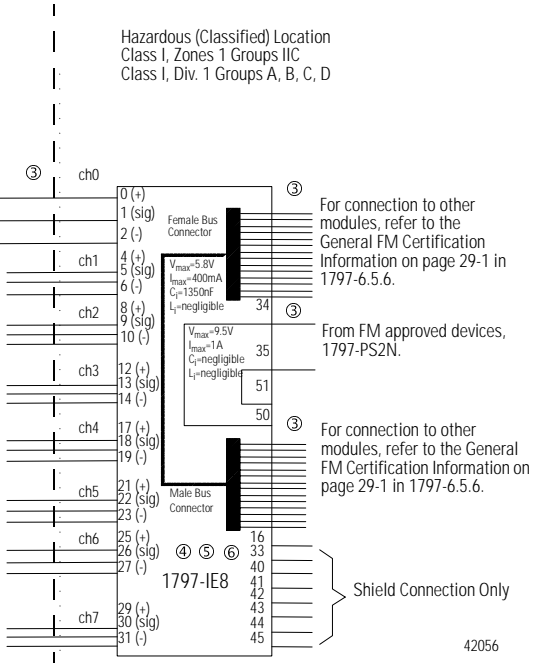 Hazardous (Classified) Location
Class I, Zones 1 Groups IIC
Class I, Div. 1 Groups A, B, C, D
③
ch0
0 (+)
1 (sig)
2 (-)
ch1
4 (+)
5 (sig)
6 (-)
ch2
8 (+)
9 (sig)
10 (-)
ch3
12 (+)
13 (sig)
14 (-)
ch4
17 (+)
18 (sig)
19 (-)
ch5
21 (+)
22 (sig)
23 (-)
ch6
25 (+)
26 (sig)
27 (-)
ch7
29 (+)
30 (sig)
31 (-)
Female Bus
Connector
Vmax=5.8V
Imax=400mA
Ci=1350nF
Li=negligible
34
Vmax=9.5V
Imax=1A
Ci=negligible
Li=negligible
35
51
50
Male Bus
Connector
④ ⑤ ⑥
1797-IE8
16
33
40
41
42
43
44
45
③
For connection to other
modules, refer to the
General FM Certification
Information on page 29-1 in
1797-6.5.6.
③
From FM approved devices,
1797-PS2N.
③
For connection to other
modules, refer to the General
FM Certification Information on
page 29-1 in 1797-6.5.6.
Shield Connection Only
42056